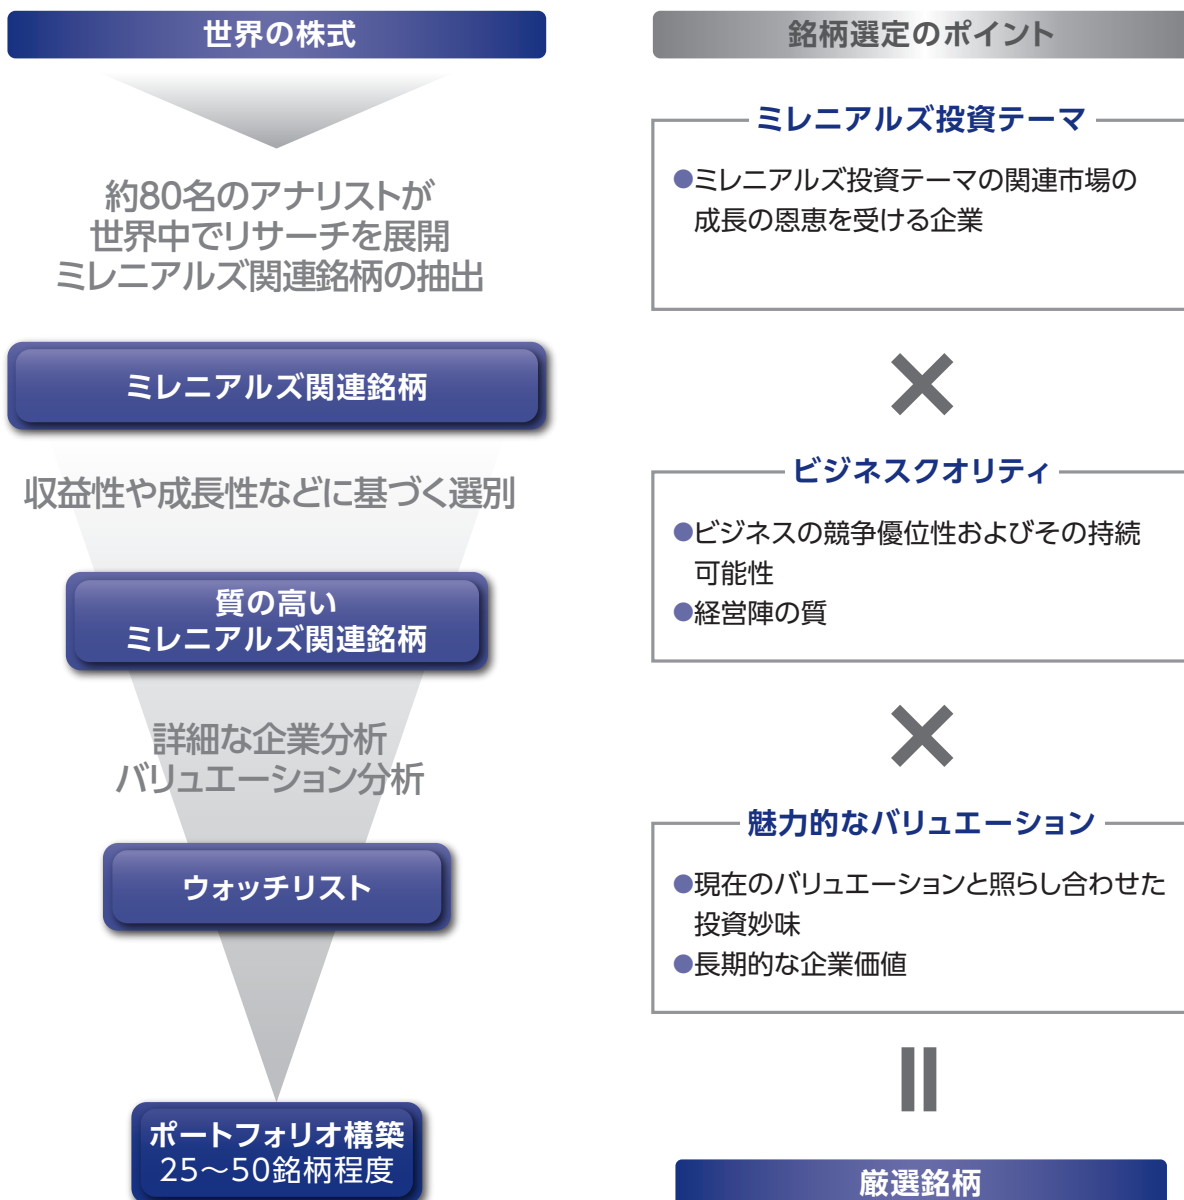 世界の株式
約80名のアナリストが
世界中でリサーチを展開
ミレニアルズ関連銘柄の抽出
ミレニアルズ関連銘柄
収益性や成長性などに基づく選別
質の高い
ミレニアルズ関連銘柄
詳細な企業分析
バリュエーション分析
ウォッチリスト
ポートフォリオ構築
25～50銘柄程度
銘柄選定のポイント
ミレニアルズ投資テーマ
●ミレニアルズ投資テーマの関連市場の
成長の恩恵を受ける企業
×
ビジネスクオリティ
●ビジネスの競争優位性およびその持続
可能性
●経営陣の質
×
魅力的なバリュエーション
●現在のバリュエーションと照らし合わせた
投資妙味
●長期的な企業価値
＝
厳選銘柄